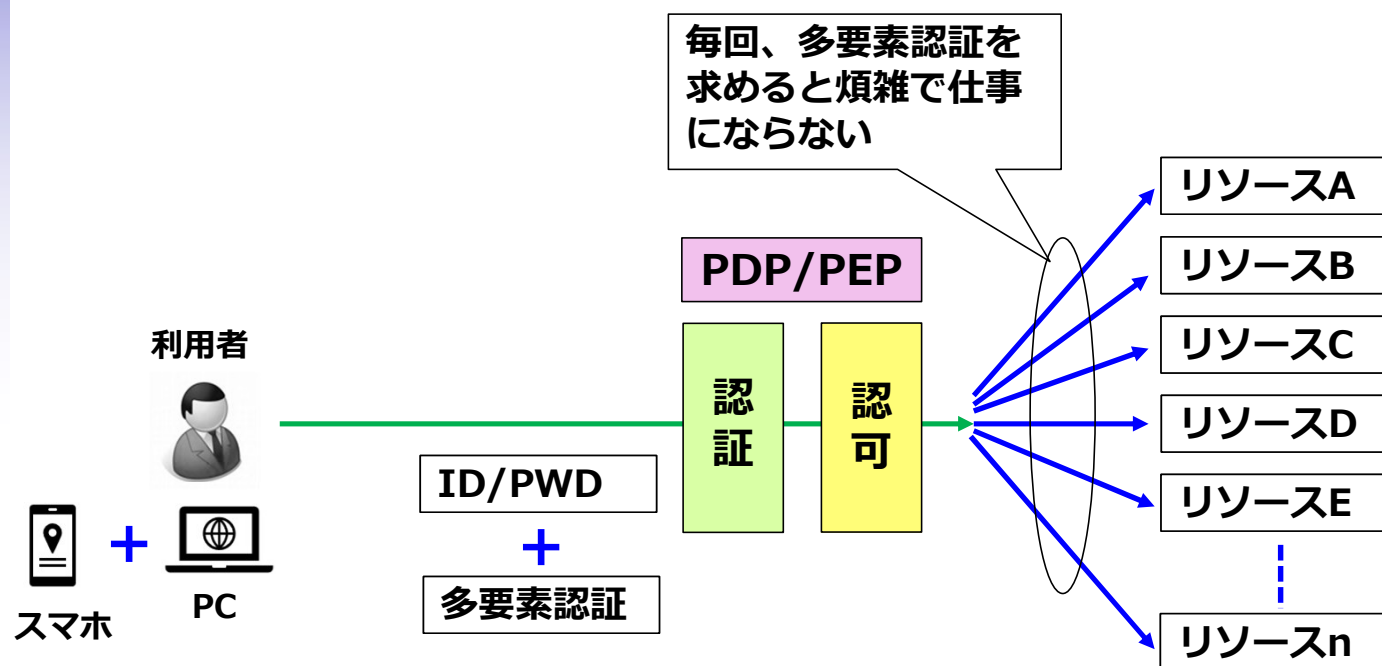 毎回、多要素認証を
求めると煩雑で仕事
にならない
リソースA
リソースB
PDP/PEP
リソースC
利用者
認
証
認
可
リソースD
ID/PWD
リソースE
+
+
多要素認証
PC
スマホ
リソースn